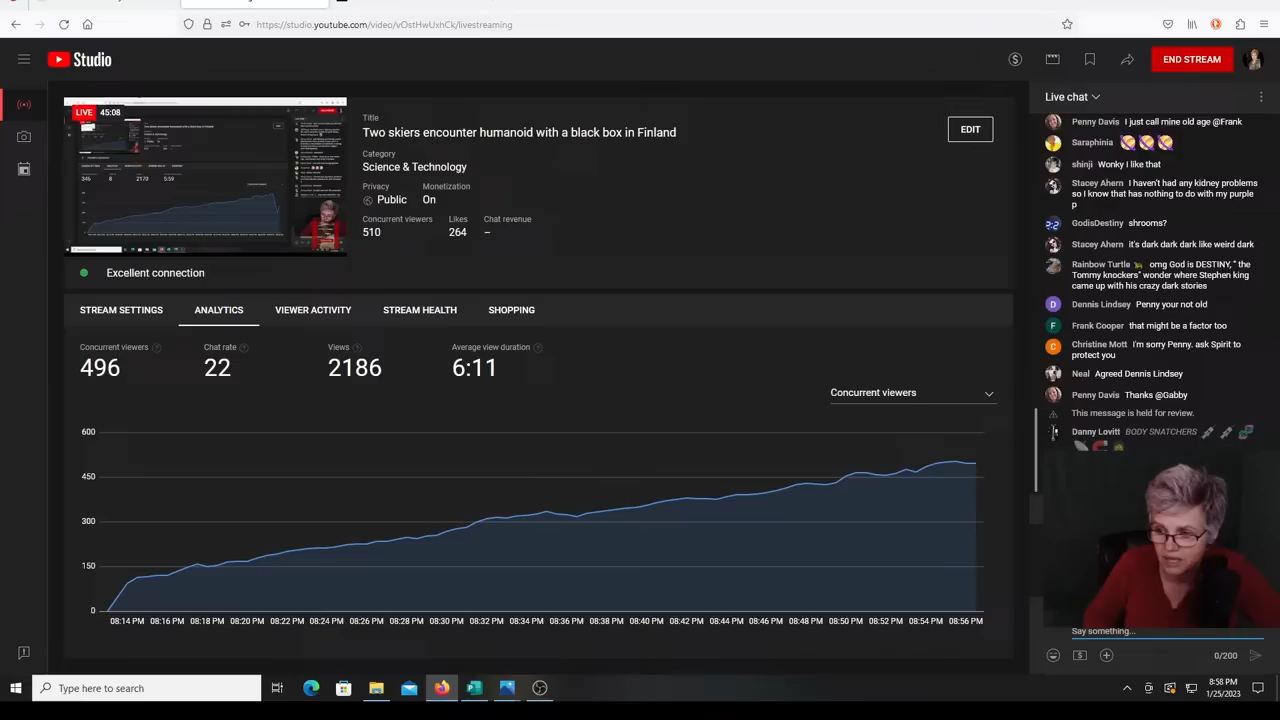 https://studio.youtube.com/video/vOstHwUxhCk/livestreaming
Studio
END STREAM
LIVE 45:08
Title
Two skiers encounter humanoid with a black box in Finland
EDIT
Category
Science & Technology
Privacy
Monetization
Public
On
Concurrent viewers
Likes
Chat revenue
510
264
–
Excellent connection
STREAM SETTINGS
ANALYTICS
VIEWER ACTIVITY
STREAM HEALTH
SHOPPING
Concurrent viewers
Chat rate
Views
Average view duration
496
22
2186
6:11
Concurrent viewers
600
450
300
150
0
08:14 PM 08:16 PM 08:18 PM 08:20 PM 08:22 PM 08:24 PM 08:26 PM 08:28 PM 08:30 PM 08:32 PM 08:34 PM 08:36 PM 08:38 PM 08:40 PM 08:42 PM 08:44 PM 08:46 PM 08:48 PM 08:50 PM 08:52 PM 08:54 PM 08:56 PM
Live chat
Penny Davis I just call mine old age @Frank
Saraphinia
shinji Wonky I like that
Stacey Ahern I haven't had any kidney problems
so I know that has nothing to do with my purple
p
GodisDestiny shrooms?
Stacey Ahern it's dark dark dark like weird dark
Rainbow Turtle omg God is DESTINY, " the
Tommy knockers" wonder where Stephen king
came up with his crazy dark stories
Dennis Lindsey Penny your not old
Frank Cooper that might be a factor too
Christine Mott I'm sorry Penny. ask Spirit to
protect you
Neal Agreed Dennis Lindsey
Penny Davis Thanks @Gabby
This message is held for review.
Danny Lovitt BODY SNATCHERS
Say something...
0/200
Type here to search
8:58 PM
1/25/2023